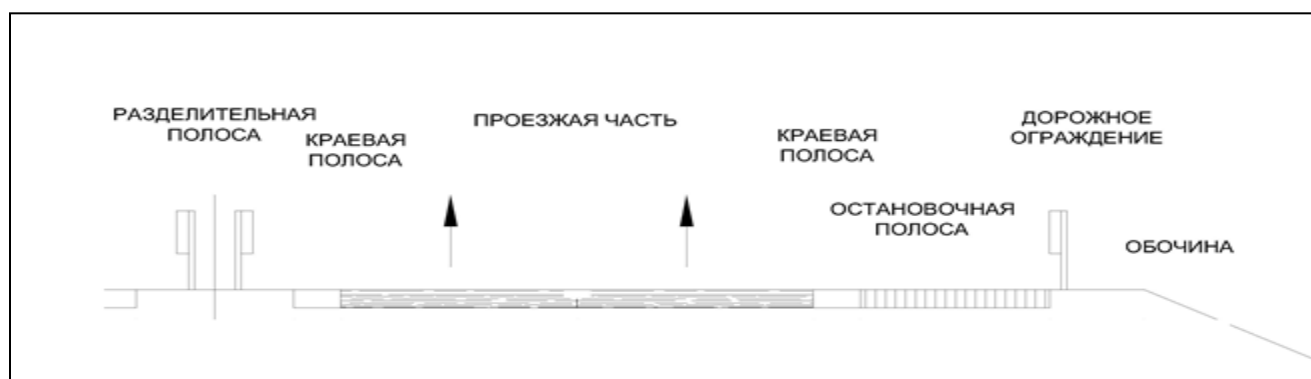 РАЗДЕЛИТЕЛЬНАЯ
ПОЛОСА
КРАЕВАЯ
ПОЛОСА
ПРОЕЗЖАЯ ЧАСТЬ
КРАЕВАЯ
ПОЛОСА
ОСТАНОВОЧНАЯ
ПОЛОСА
ДОРОЖНОЕ
ОГРАЖДЕНИЕ
ОБОЧИНА